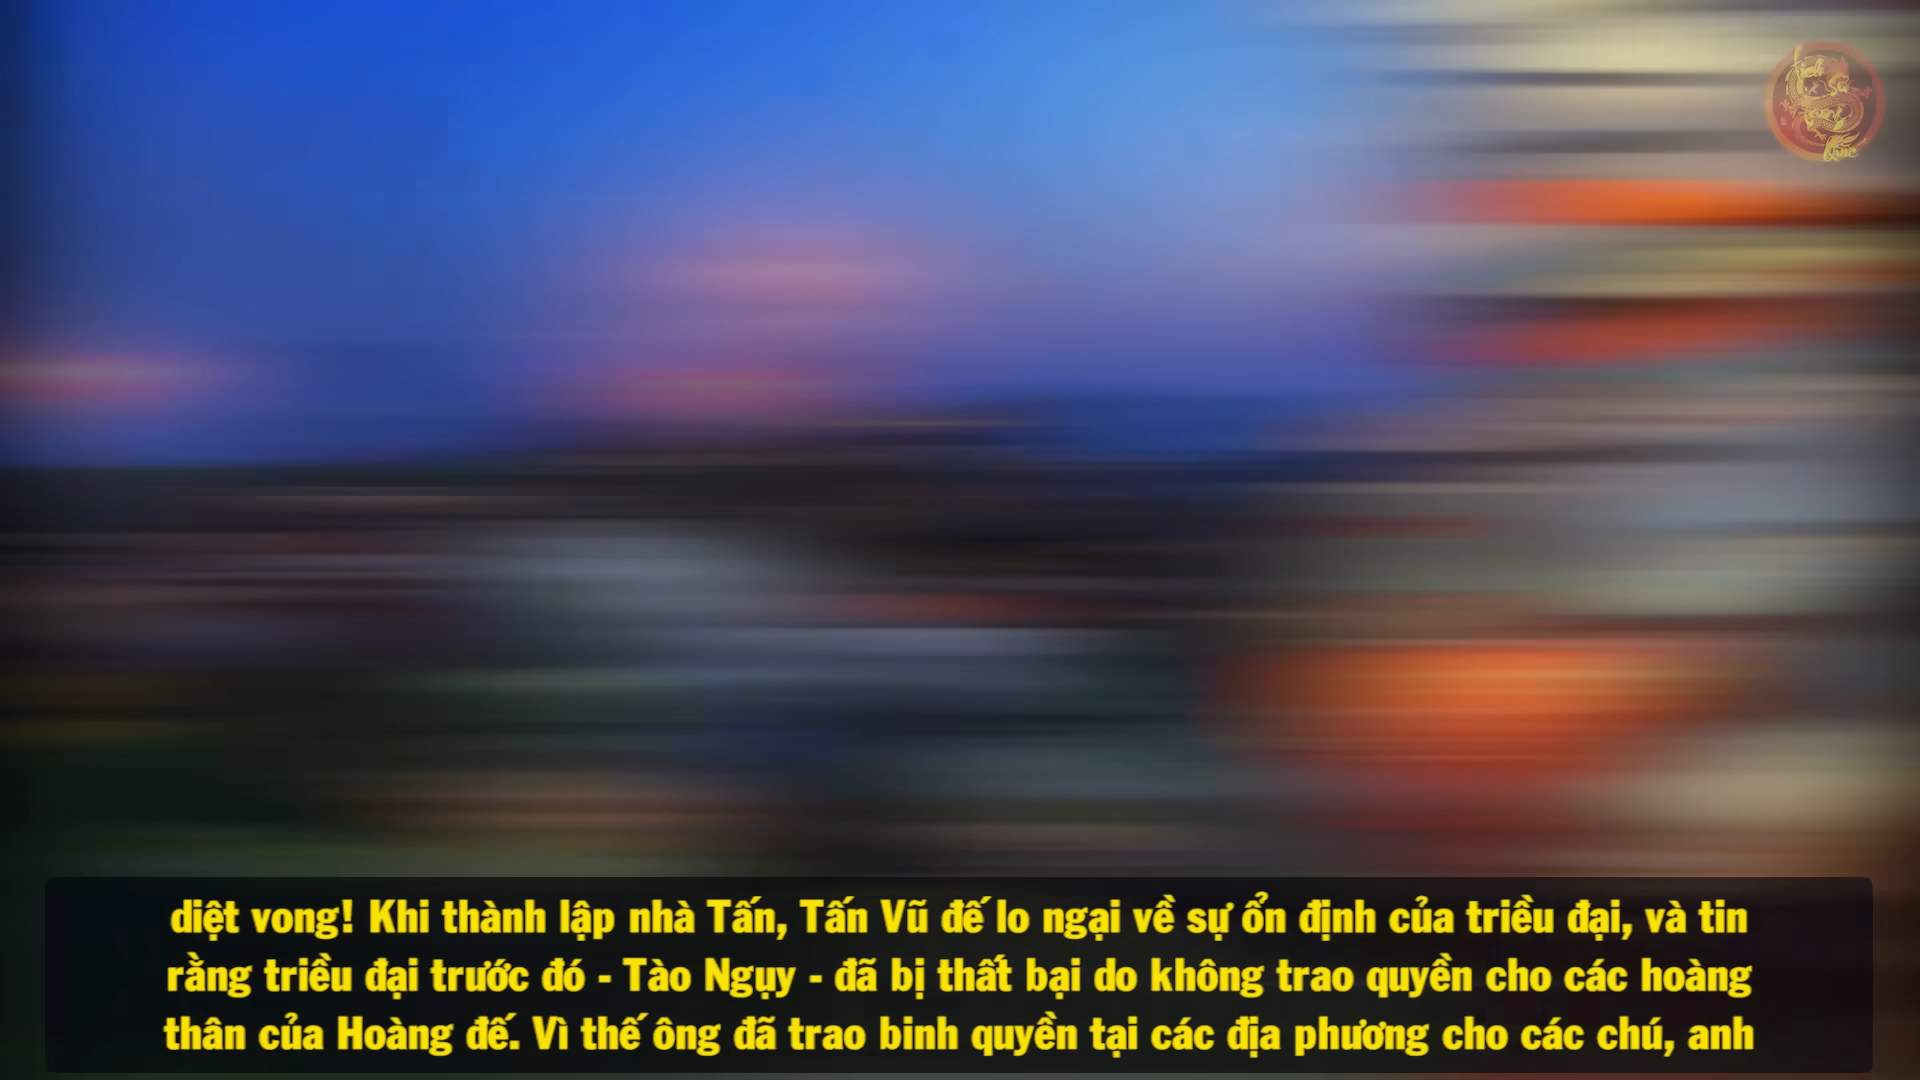 diệt vong! Khi thành lập nhà Tấn, Tấn Vũ đế lo ngại về sự ổn định của triều đại, và tin
rằng triều đại trước đó - Tào Ngụy - đã bị thất bại do không trao quyền cho các hoàng
thân của Hoàng đế. Vì thế ông đã trao binh quyền tại các địa phương cho các chú, anh